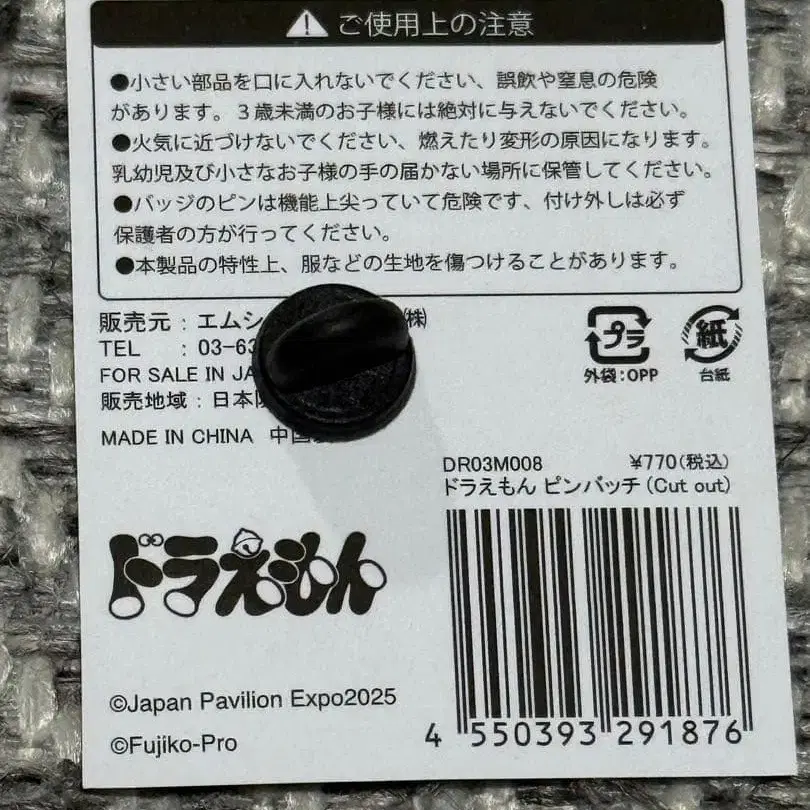 ご使用上の注意
●小さい部品を口に入れないでください、誤飲や窒息の危険
があります。３歳未満のお子様には絶対に与えないでください。
●火気に近づけないでください、燃えたり変形の原因になります。
乳幼児及び小さなお子様の手の届かない場所に保管してください。
●バッジのピンは機能上尖っていて危険です、付け外しは必ず
保護者の方が行ってください。
●本製品の特性上、服などの生地を傷つけることがあります。
販売元：エムシ ㈱
TEL : 03-63
FOR SALE IN JA
販売地域：日本
MADE IN CHINA 中国
プラ
外袋:OPP
紙
台紙
DR03M008 ¥770(税込)
ドラえもん ピンバッチ (Cut out)
ドラえもん
©Japan Pavilion Expo2025
©Fujiko-Pro
4 550393 291876